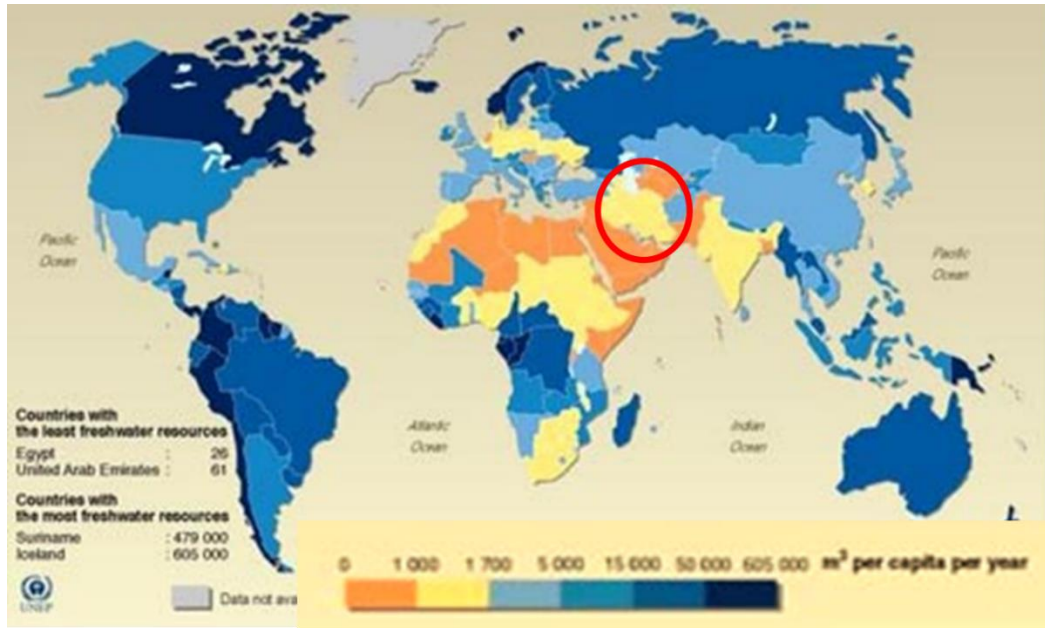 Pacific
Ocean
Pacific
Ocean
Atlantic
Ocean
Indian
Ocean
Countries with
the least freshwater resources
Egypt : 26
United Arab Emirates : 61
Countries with
the most freshwater resources
Suriname : 479 000
Iceland : 605 000
UNEP
Data not ava
0 1 000 1 700 5 000 15 000 50 000 605 000 m³ per capita per year